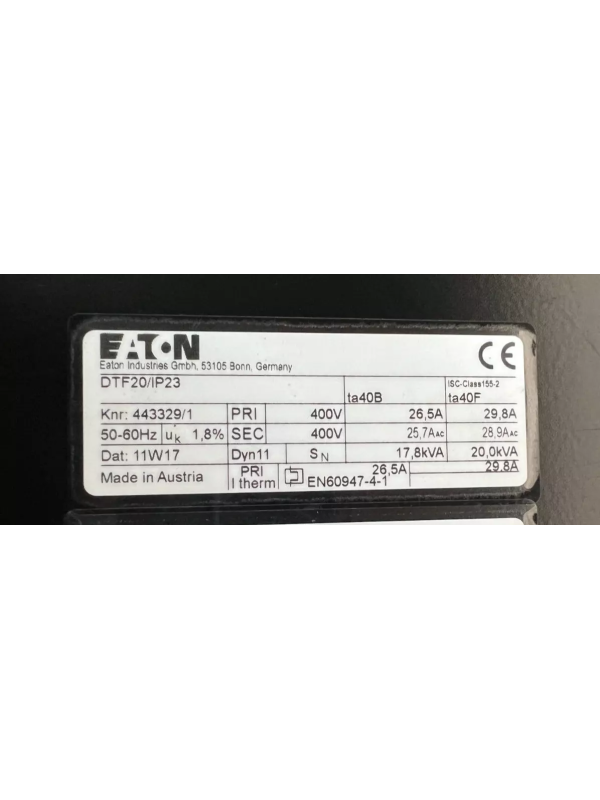 EATON
Eaton Industries Gmbh, 53105 Bonn, Germany
CE
DTF20/IP23 ta40B ISC-Class155-2 ta40F
Knr: 443329/1 PRI 400V 26,5A 29,8A
50-60Hz uk 1,8% SEC 400V 25,7AAC 28,9AAC
Dat: 11W17 Dyn11 SN 17,8kVA 20,0kVA
Made in Austria PRI I therm EN60947-4-1 26,5A 29.8A